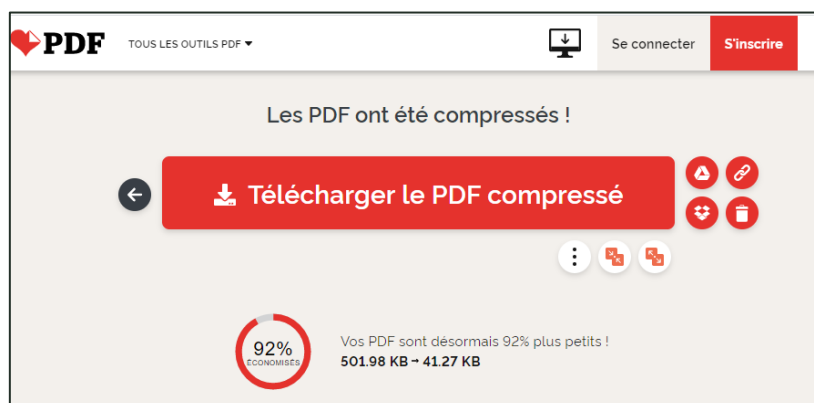 PDF TOUS LES OUTILS PDF Se connecter S'inscrire
Les PDF ont été compressés !
Télécharger le PDF compressé
92%
ÉCONOMISÉS
Vos PDF sont désormais 92% plus petits !
501.98 KB → 41.27 KB